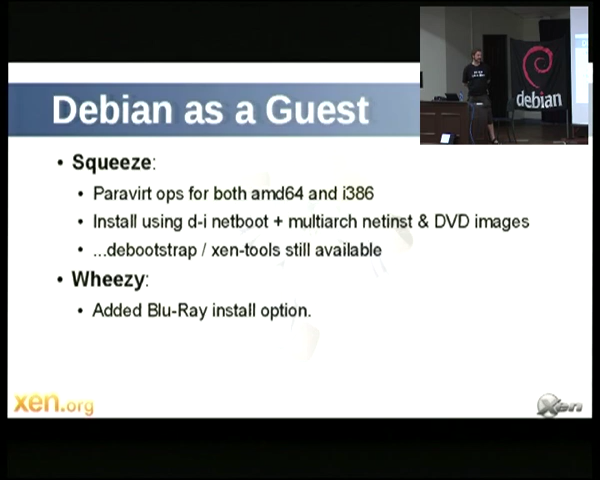 Debian as a Guest
• Squeeze:
• Paravirt ops for both amd64 and i386
• Install using d-i netboot + multiarch netinst & DVD images
• ...debootstrap / xen-tools still available
• Wheezy:
• Added Blu-Ray install option.
xen.org
Xen
debian